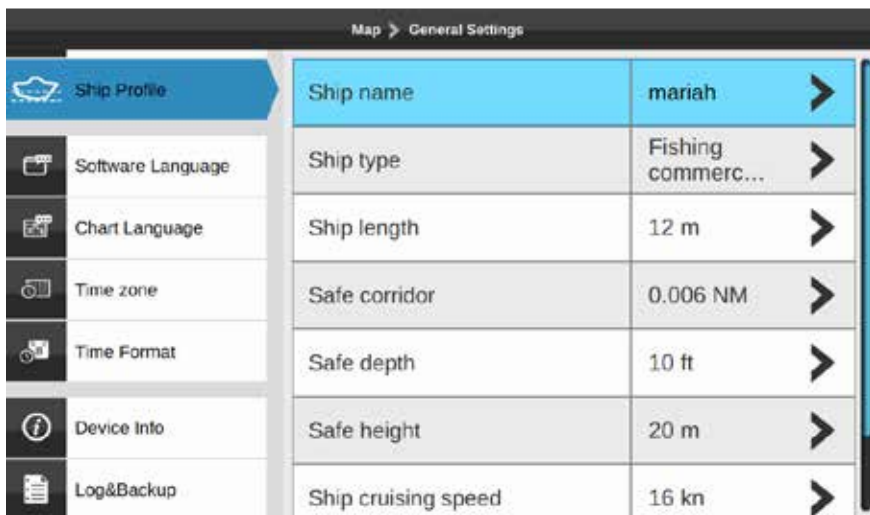 Map > General Settings
Ship Profile
Software Language
Chart Language
Time zone
Time Format
Device Info
Log&Backup
Ship name mariah
Ship type Fishing
commerc...
Ship length 12 m
Safe corridor 0.006 NM
Safe depth 10 ft
Safe height 20 m
Ship cruising speed 16 kn